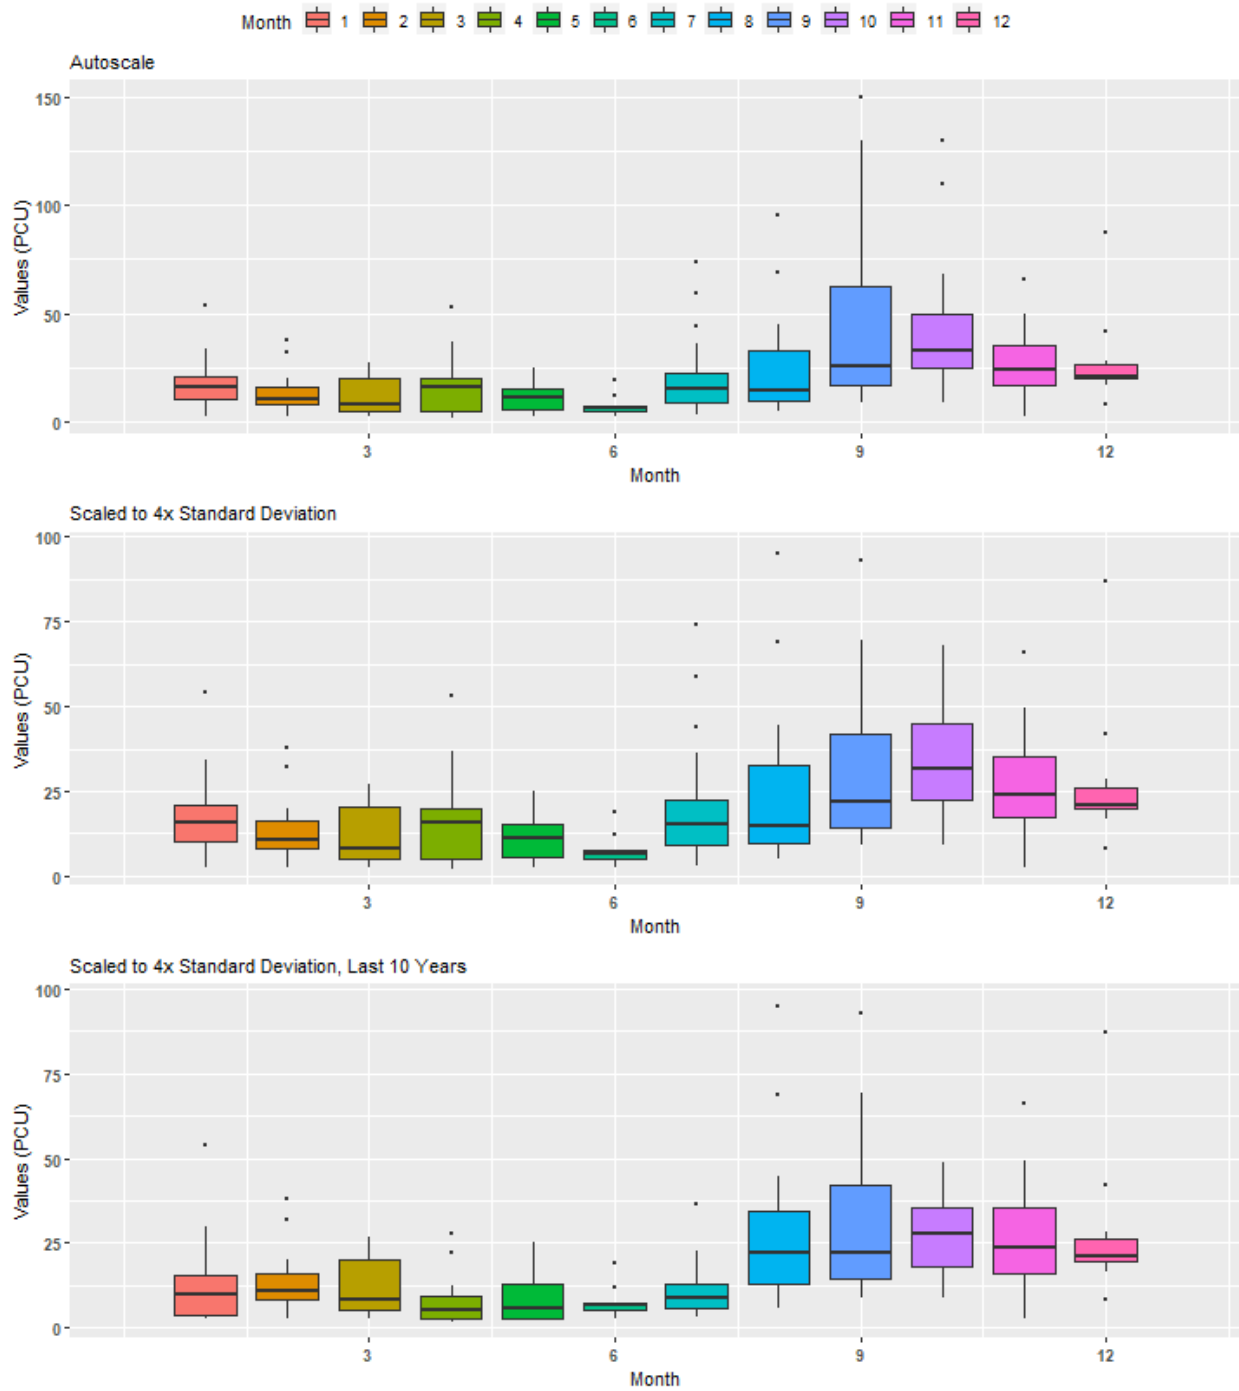 Month 1 2 3 4 5 6 7 8 9 10 11 12
Autoscale
Values (PCU)
150
100
50
0
3 6 9 12
Month
Scaled to 4x Standard Deviation
Values (PCU)
100
75
50
25
0
3 6 9 12
Month
Scaled to 4x Standard Deviation, Last 10 Years
Values (PCU)
100
75
50
25
0
3 6 9 12
Month